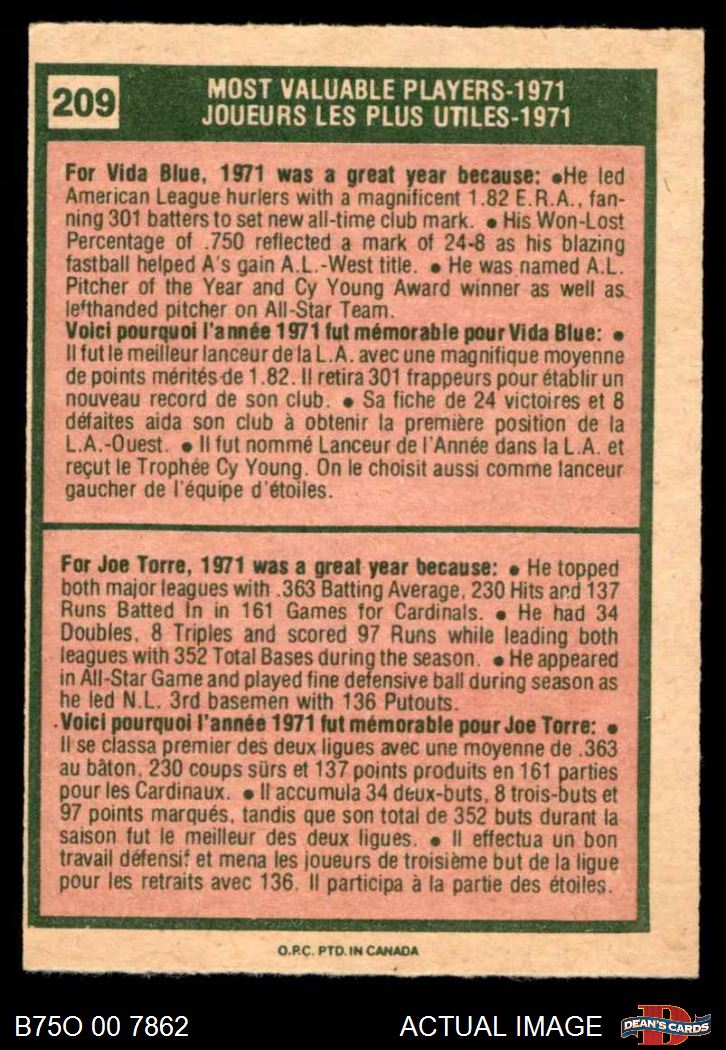 209
MOST VALUABLE PLAYERS-1971
JOUEURS LES PLUS UTILES-1971
For Vida Blue, 1971 was a great year because: ●He led
American League hurlers with a magnificent 1.82 E.R.A., fan-
ning 301 batters to set new all-time club mark. ● His Won-Lost
Percentage of .750 reflected a mark of 24-8 as his blazing
fastball helped A's gain A.L.-West title. ● He was named A.L.
Pitcher of the Year and Cy Young Award winner as well as
lefthanded pitcher on All-Star Team.
Voici pourquoi l'année 1971 fut mémorable pour Vida Blue: ●
Il fut le meilleur lanceur de la L.A. avec une magnifique moyenne
de points mérités de 1.82. Il retira 301 frappeurs pour établir un
nouveau record de son club. ● Sa fiche de 24 victoires et 8
défaites aida son club à obtenir la première position de la
L.A.-Ouest. ● Il fut nommé Lanceur de l'Année dans la L.A. et
reçut le Trophée Cy Young. On le choisit aussi comme lanceur
gaucher de l'équipe d'étoiles.
For Joe Torre, 1971 was a great year because: ● He topped
both major leagues with .363 Batting Average, 230 Hits and 137
Runs Batted In in 161 Games for Cardinals. ● He had 34
Doubles, 8 Triples and scored 97 Runs while leading both
leagues with 352 Total Bases during the season. ● He appeared
in All-Star Game and played fine defensive ball during season as
he led N.L. 3rd basemen with 136 Putouts.
Voici pourquoi l'année 1971 fut mémorable pour Joe Torre: ●
Il se classa premier des deux ligues avec une moyenne de .363
au bâton, 230 coups sûrs et 137 points produits en 161 parties
pour les Cardinaux. ● Il accumula 34 deux-buts, 8 trois-buts et
97 points marqués, tandis que son total de 352 buts durant la
saison fut le meilleur des deux ligues. ● Il effectua un bon
travail défensif et mena les joueurs de troisième but de la ligue
pour les retraits avec 136. Il participa à la partie des étoiles.
O.P.C. PTD. IN CANADA
B75O 00 7862
ACTUAL IMAGE
D
DEAN'S CARDS